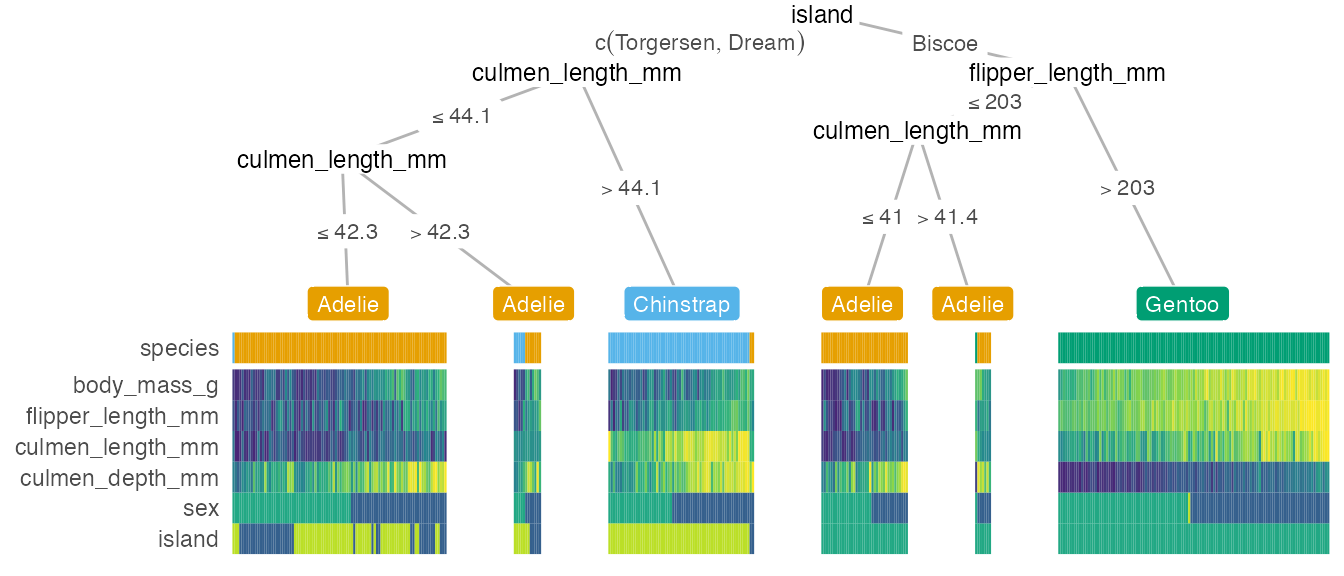 island
c(Torgersen, Dream)
Biscoe
culmen_length_mm
flipper_length_mm
≤ 203
≤ 44.1
culmen_length_mm
culmen_length_mm
> 44.1
> 203
≤ 41
> 41.4
≤ 42.3
> 42.3
Adelie
Adelie
Chinstrap
Adelie
Adelie
Gentoo
species
body_mass_g
flipper_length_mm
culmen_length_mm
culmen_depth_mm
sex
island